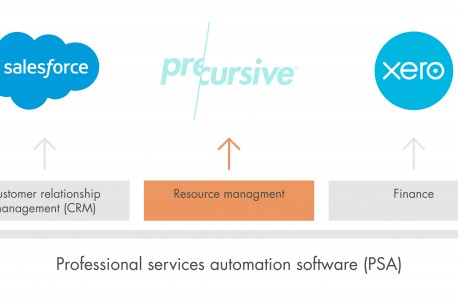 salesforce
precursive
xero
ustomer relationship
anagement (CRM)
Resource managment
Finance
Professional services automation software (PSA)